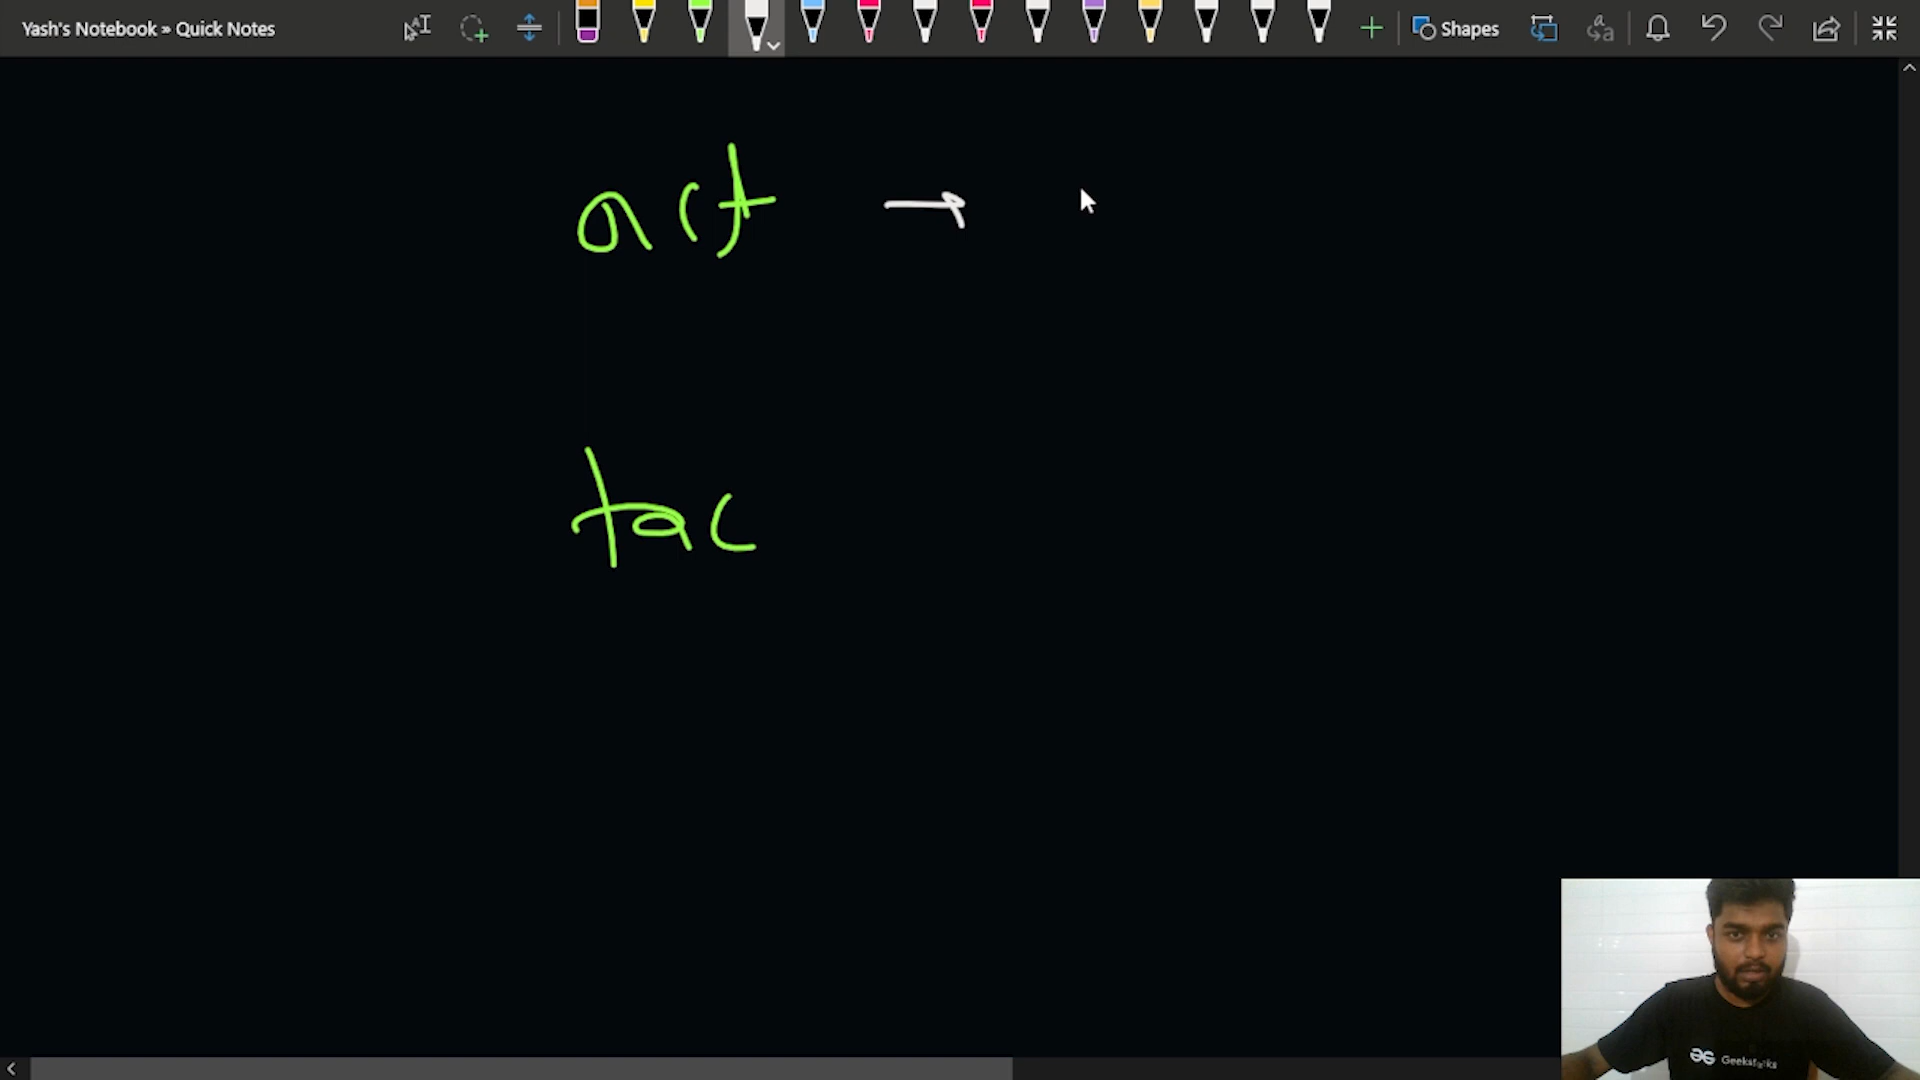 Yash's Notebook » Quick Notes
Shapes
act →
tac